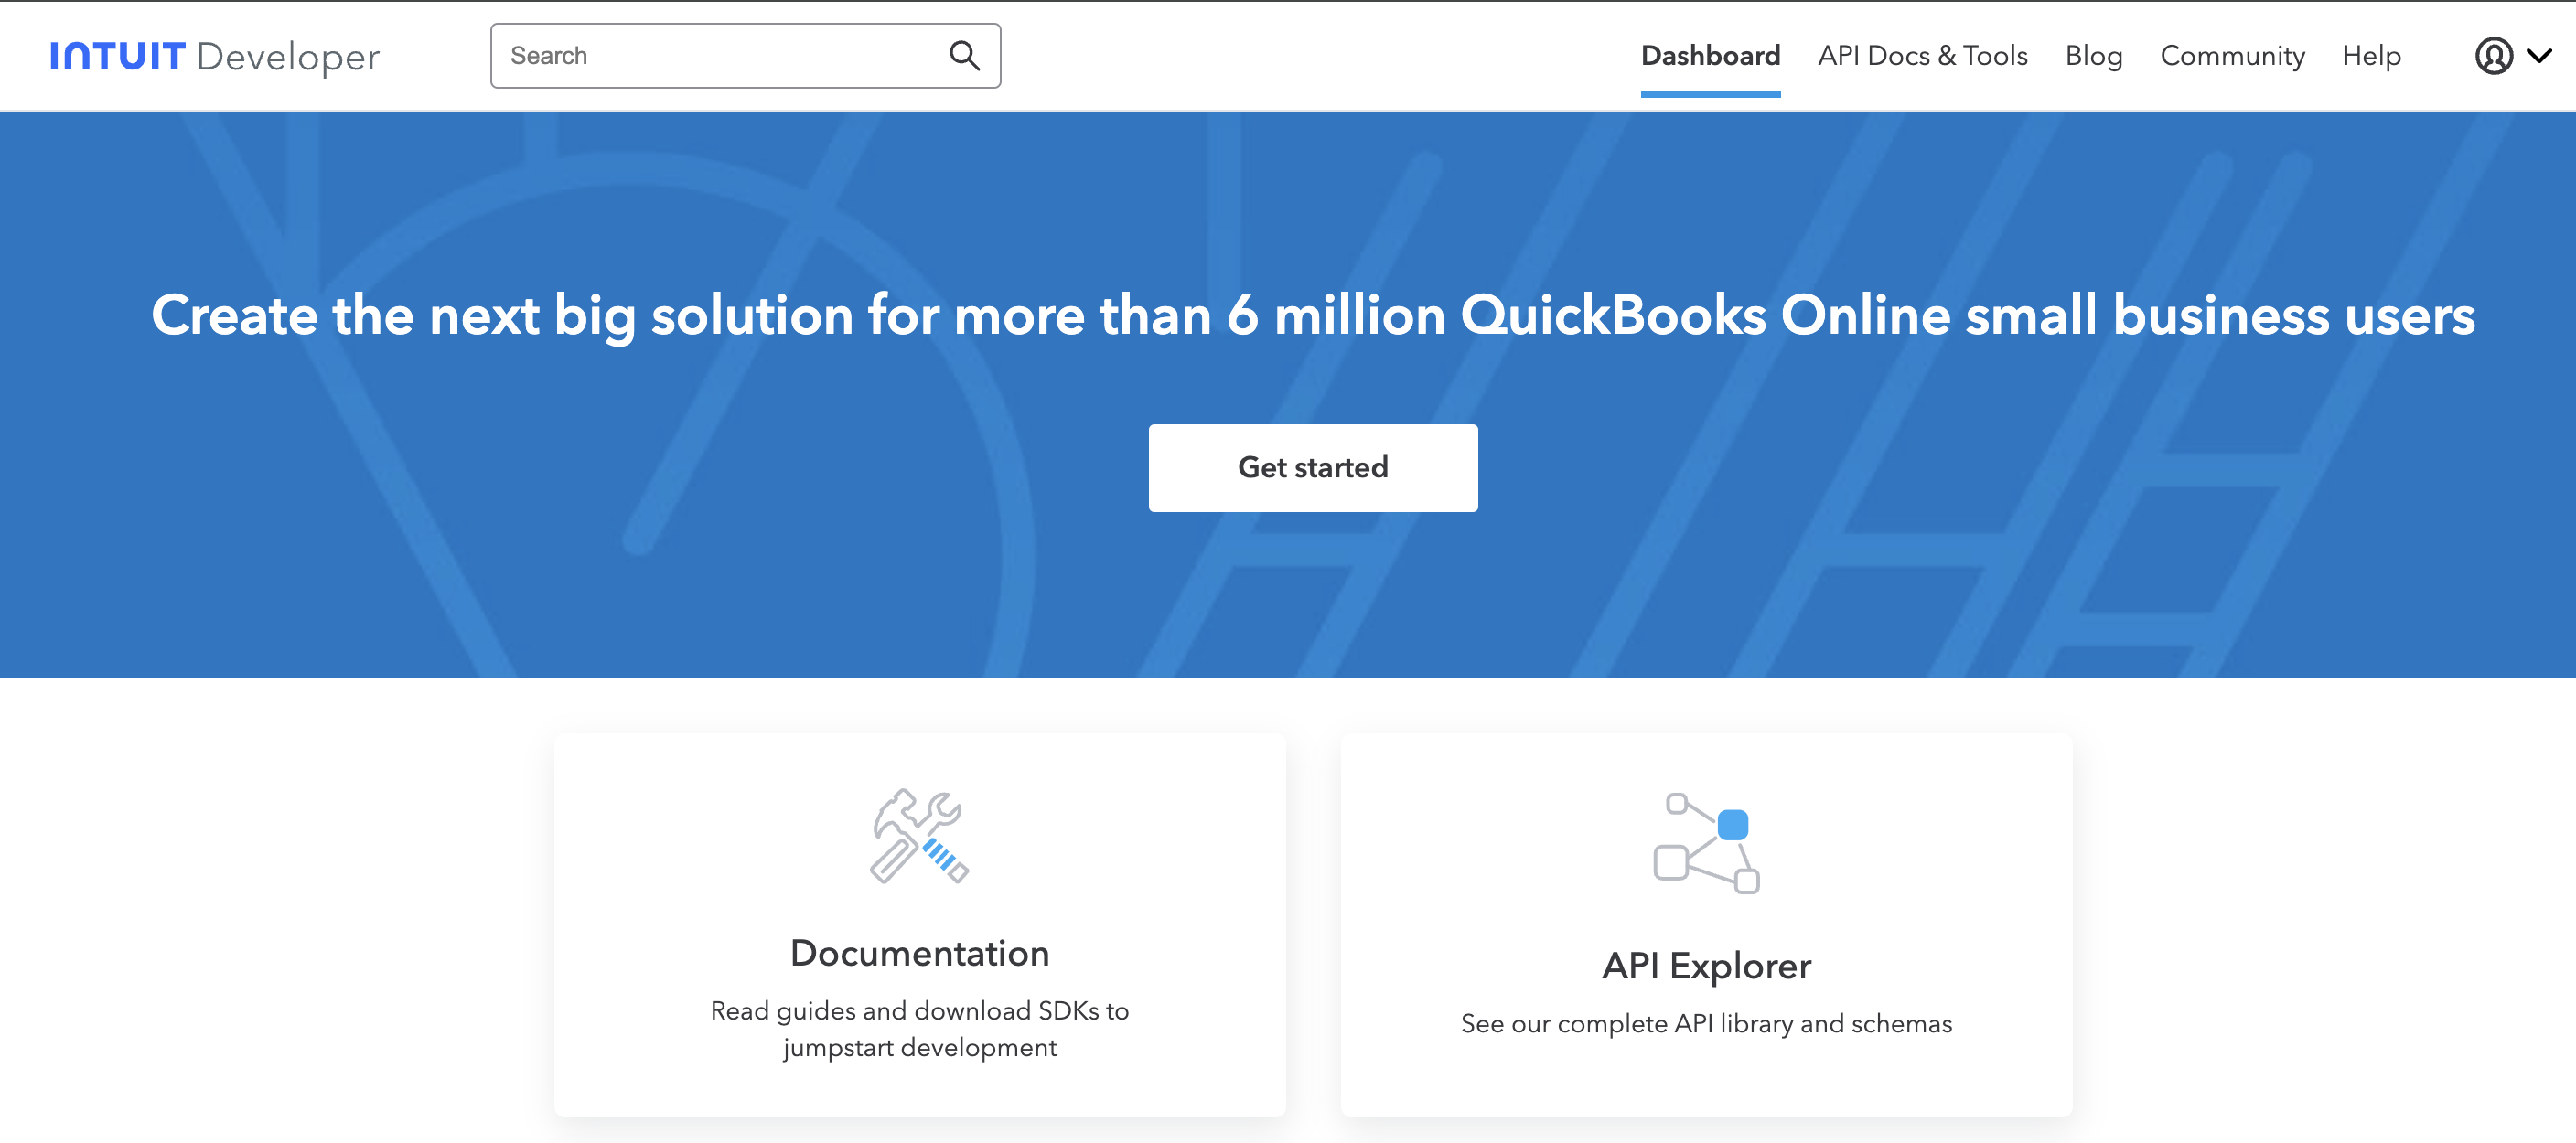 INTUIT Developer
Search
Dashboard
API Docs & Tools
Blog
Community
Help
Create the next big solution for more than 6 million QuickBooks Online small business users
Get started
Documentation
Read guides and download SDKs to
jumpstart development
API Explorer
See our complete API library and schemas